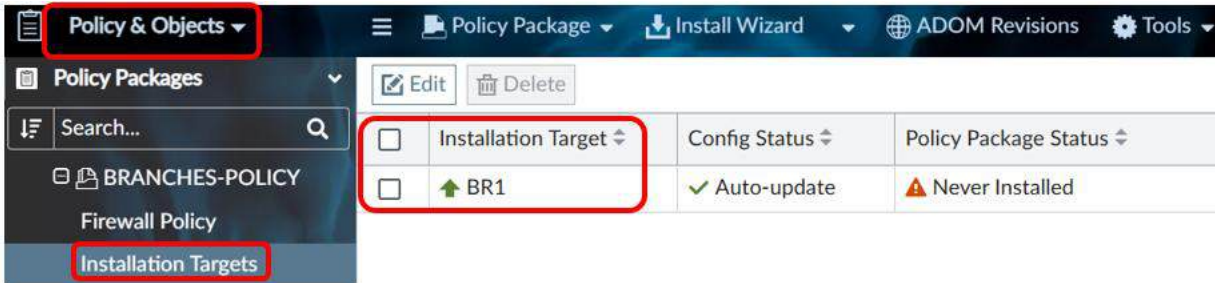 Policy & Objects Policy Package Install Wizard ADOM Revisions Tools
Policy Packages Edit Delete
Search... Installation Target Config Status Policy Package Status
BRANCHES-POLICY BR1 Auto-update Never Installed
Firewall Policy
Installation Targets